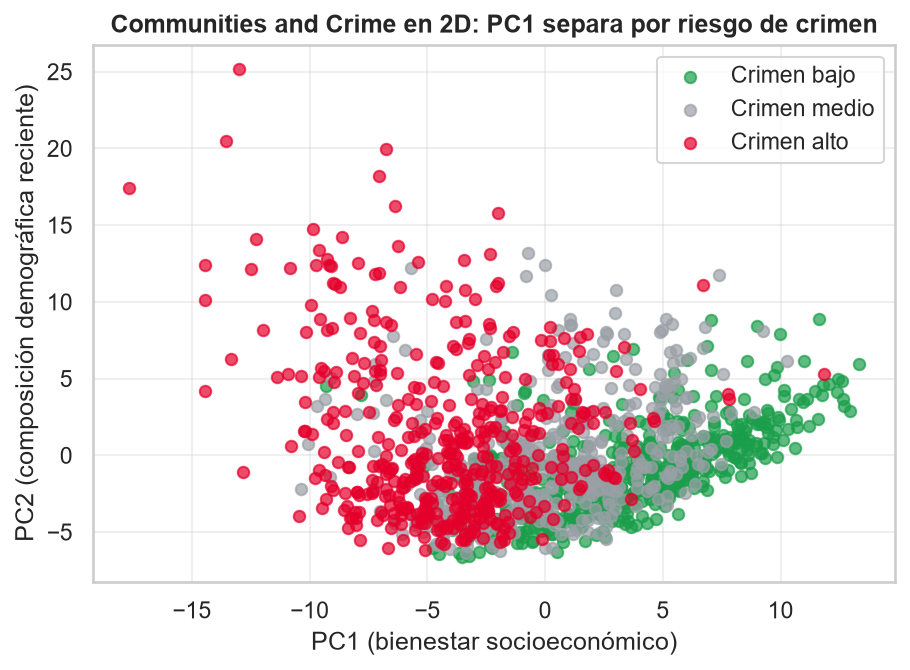 Communities and Crime en 2D: PC1 separa por riesgo de crimen
Crimen bajo
Crimen medio
Crimen alto
PC2 (composición demográfica reciente)
25
20
15
10
5
0
−5
−15
−10
−5
0
5
10
PC1 (bienestar socioeconómico)